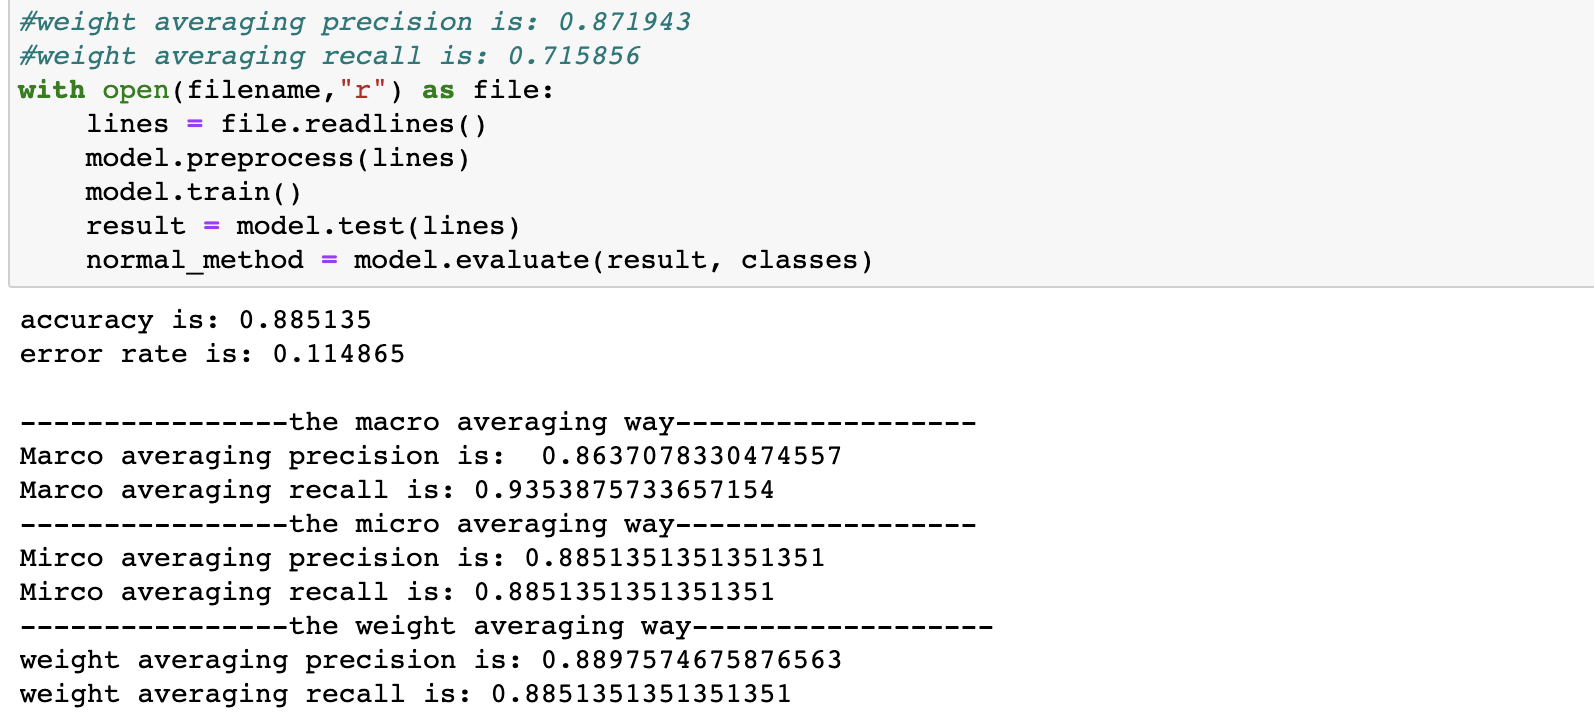 #weight averaging precision is: 0.871943
#weight averaging recall is: 0.715856
with open(filename,"r") as file:
    lines = file.readlines()
    model.preprocess(lines)
    model.train()
    result = model.test(lines)
    normal_method = model.evaluate(result, classes)
accuracy is: 0.885135
error rate is: 0.114865
----------------the macro averaging way------------------
Marco averaging precision is:  0.8637078330474557
Marco averaging recall is: 0.9353875733657154
----------------the micro averaging way------------------
Mirco averaging precision is: 0.8851351351351351
Mirco averaging recall is: 0.8851351351351351
----------------the weight averaging way------------------
weight averaging precision is: 0.8897574675876563
weight averaging recall is: 0.8851351351351351